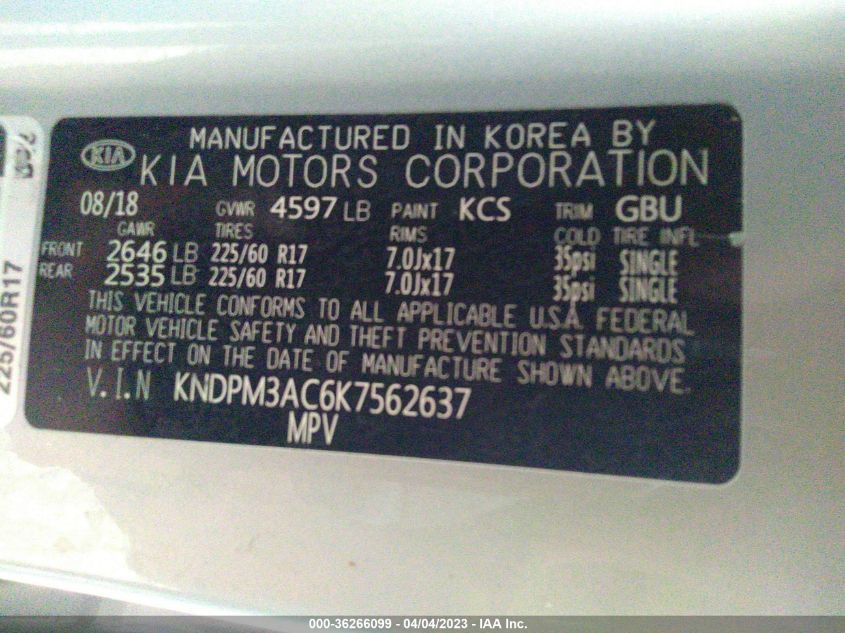 MANUFACTURED IN KOREA BY
KIA KIA MOTORS CORPORATION
08/18 GVWR 4597 LB PAINT KCS TRIM GBU
GAWR TIRES RIMS COLD TIRE INFL
FRONT 2646 LB 225/60 R17 7.0Jx17 35psi SINGLE
REAR 2535 LB 225/60 R17 7.0Jx17 35psi SINGLE
THIS VEHICLE CONFORMS TO ALL APPLICABLE U.S.A. FEDERAL
MOTOR VEHICLE SAFETY AND THEFT PREVENTION STANDARDS
IN EFFECT ON THE DATE OF MANUFACTURE SHOWN ABOVE.
V.I.N KNDPM3AC6K7562637
MPV
225/60R17
000-36266099 - 04/04/2023 - IAA Inc.